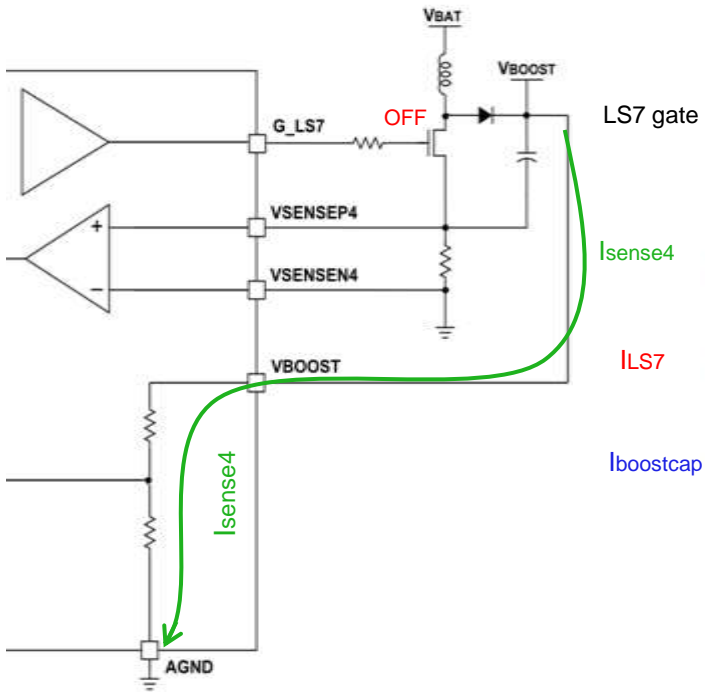 VBAT
VBOOST
G_LS7
OFF
LS7 gate
VSENSEP4
+
Isense4
VSENSEN4
−
VBOOST
ILS7
Isense4
Iboostcap
AGND